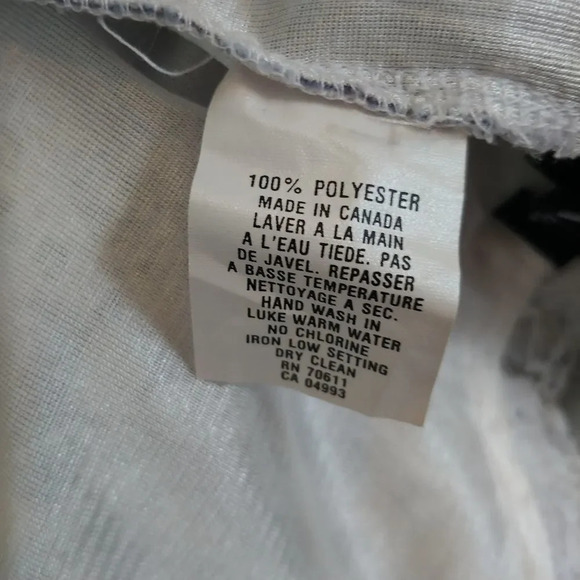 100% POLYESTER
MADE IN CANADA
LAVER A LA MAIN
A L'EAU TIEDE. PAS
DE JAVEL. REPASSER
A BASSE TEMPERATURE
NETTOYAGE A SEC.
HAND WASH IN
LUKE WARM WATER
NO CHLORINE
IRON LOW SETTING
DRY CLEAN
RN 70611
CA 04993